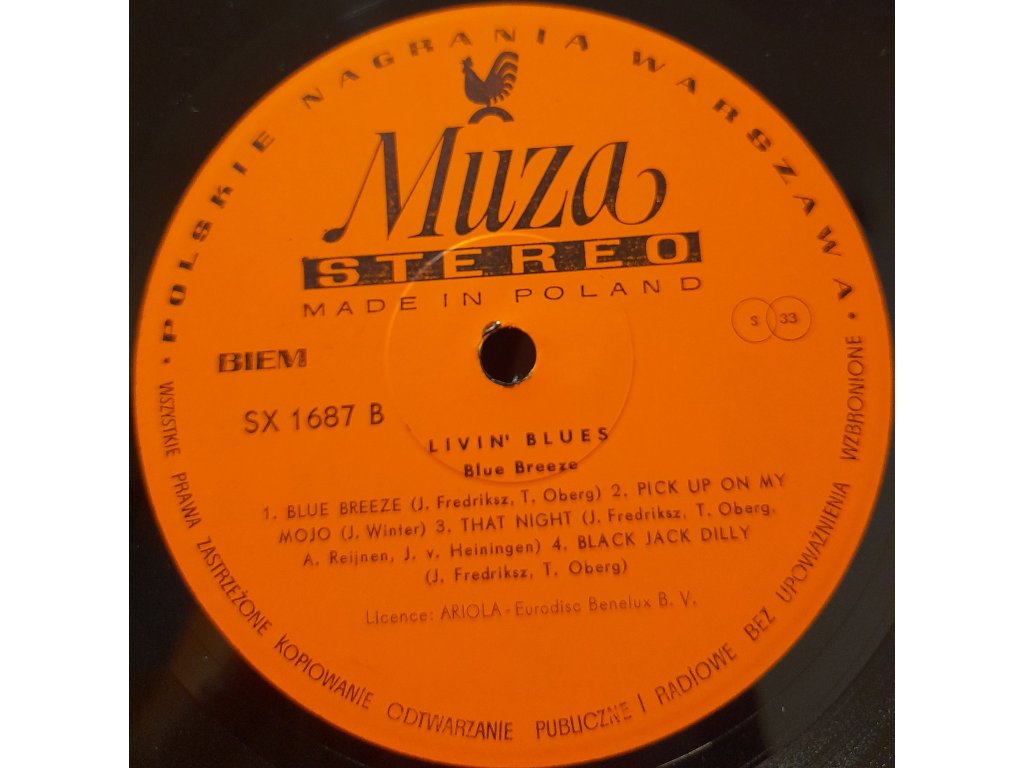 • POLSKIE NAGRANIA WARSZAWA •
Muza
STEREO
MADE IN POLAND
S 33
BIEM
SX 1687 B
LIVIN' BLUES
Blue Breeze
1. BLUE BREEZE (J. Fredriksz, T. Oberg) 2. PICK UP ON MY
MOJO (J. Winter) 3. THAT NIGHT (J. Fredriksz, T. Oberg,
A. Reijnen, J. v. Heiningen) 4. BLACK JACK DILLY
(J. Fredriksz, T. Oberg)
Licence: ARIOLA - Eurodisc Benelux B. V.
WSZYSTKIE PRAWA ZASTRZEŻONE KOPIOWANIE ODTWARZANIE PUBLICZNE I RADIOWE BEZ UPOWAŻNIENIA WZBRONIONE